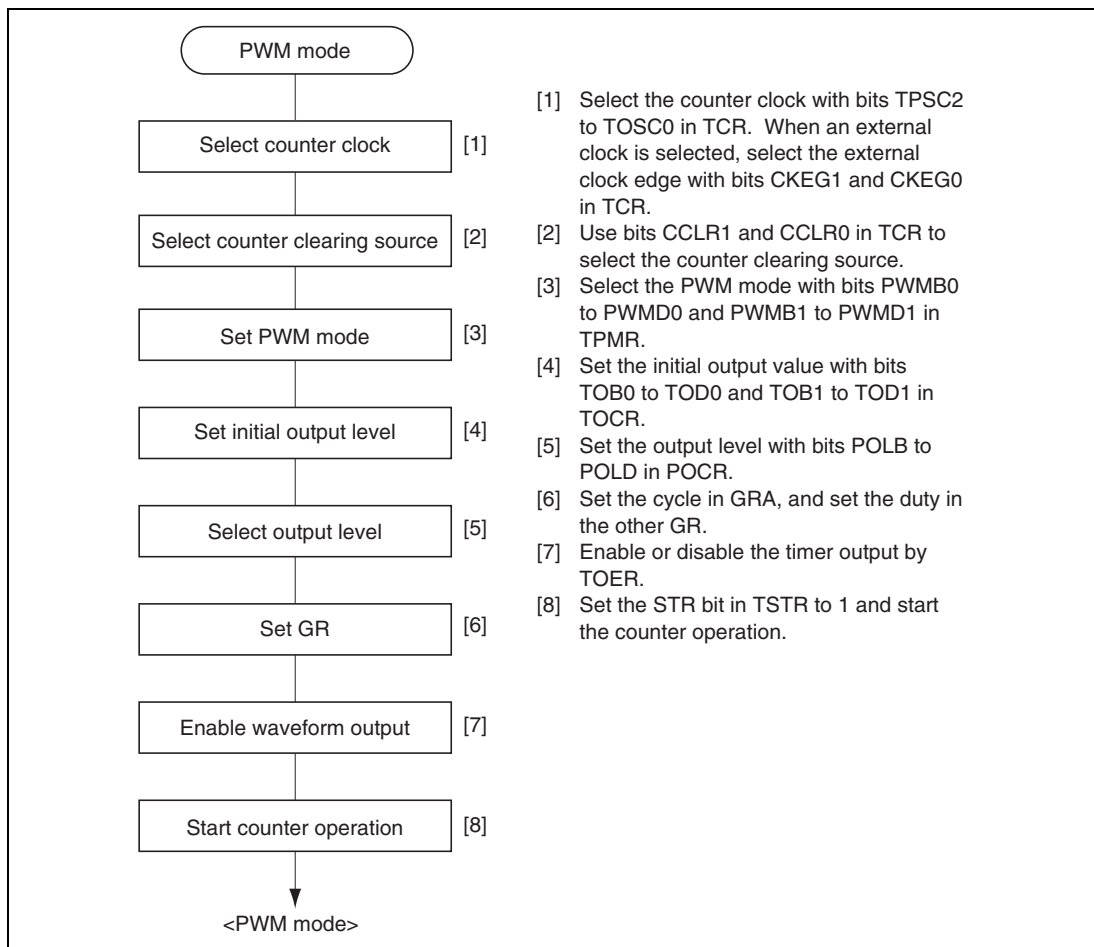 PWM mode
Select counter clock [1]
Select counter clearing source [2]
Set PWM mode [3]
Set initial output level [4]
Select output level [5]
Set GR [6]
Enable waveform output [7]
Start counter operation [8]
<PWM mode>
[1] Select the counter clock with bits TPSC2
to TOSC0 in TCR. When an external
clock is selected, select the external
clock edge with bits CKEG1 and CKEG0
in TCR.
[2] Use bits CCLR1 and CCLR0 in TCR to
select the counter clearing source.
[3] Select the PWM mode with bits PWMB0
to PWMD0 and PWMB1 to PWMD1 in
TPMR.
[4] Set the initial output value with bits
TOB0 to TOD0 and TOB1 to TOD1 in
TOCR.
[5] Set the output level with bits POLB to
POLD in POCR.
[6] Set the cycle in GRA, and set the duty in
the other GR.
[7] Enable or disable the timer output by
TOER.
[8] Set the STR bit in TSTR to 1 and start
the counter operation.